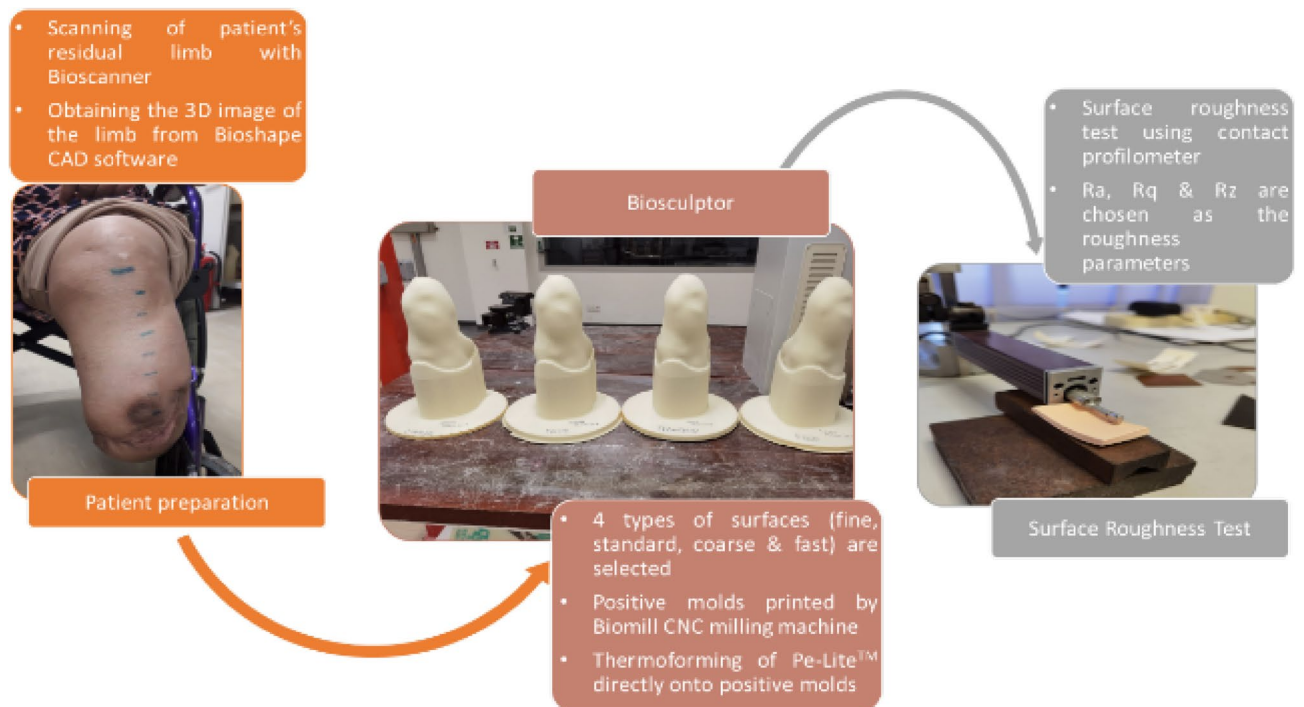 • Scanning of patient's
residual limb with
Bioscanner
• Obtaining the 3D image of
the limb from Bioshape
CAD software
Patient preparation
Biosculptor
• 4 types of surfaces (fine,
standard, coarse & fast) are
selected
• Positive molds printed by
Biomill CNC milling machine
• Thermoforming of Pe-Lite™
directly onto positive molds
• Surface roughness
test using contact
profilometer
• Ra, Rq & Rz are
chosen as the
roughness
parameters
Surface Roughness Test